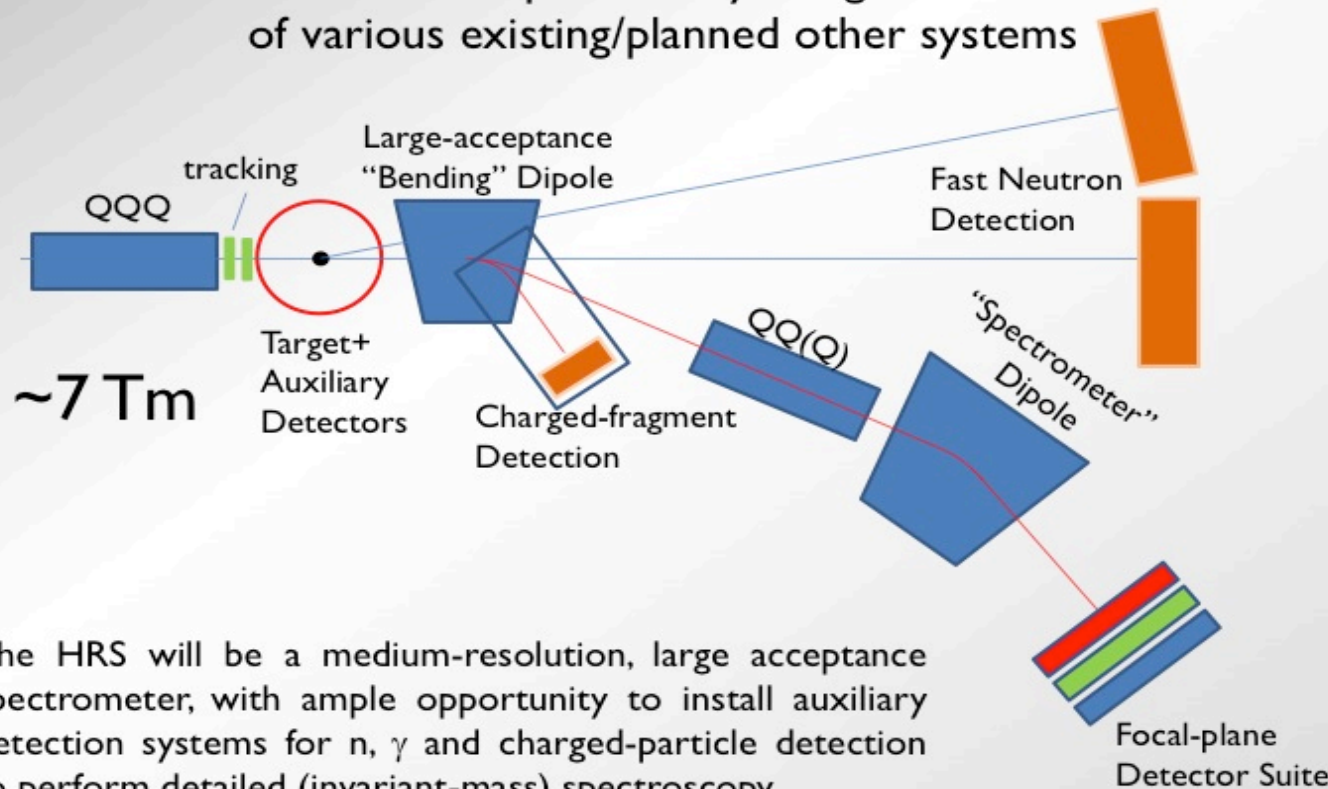 of various existing/planned other systems
Large-acceptance
“Bending” Dipole
tracking
QQQ
Fast Neutron
Detection
Target+
Auxiliary
Detectors
~7 Tm
QQ(Q)
“Spectrometer”
Dipole
Charged-fragment
Detection
he HRS will be a medium-resolution, large acceptance
pectrometer, with ample opportunity to install auxiliary
etection systems for n, γ and charged-particle detection
perform detailed (invariant-mass) spectroscopy
Focal-plane
Detector Suite